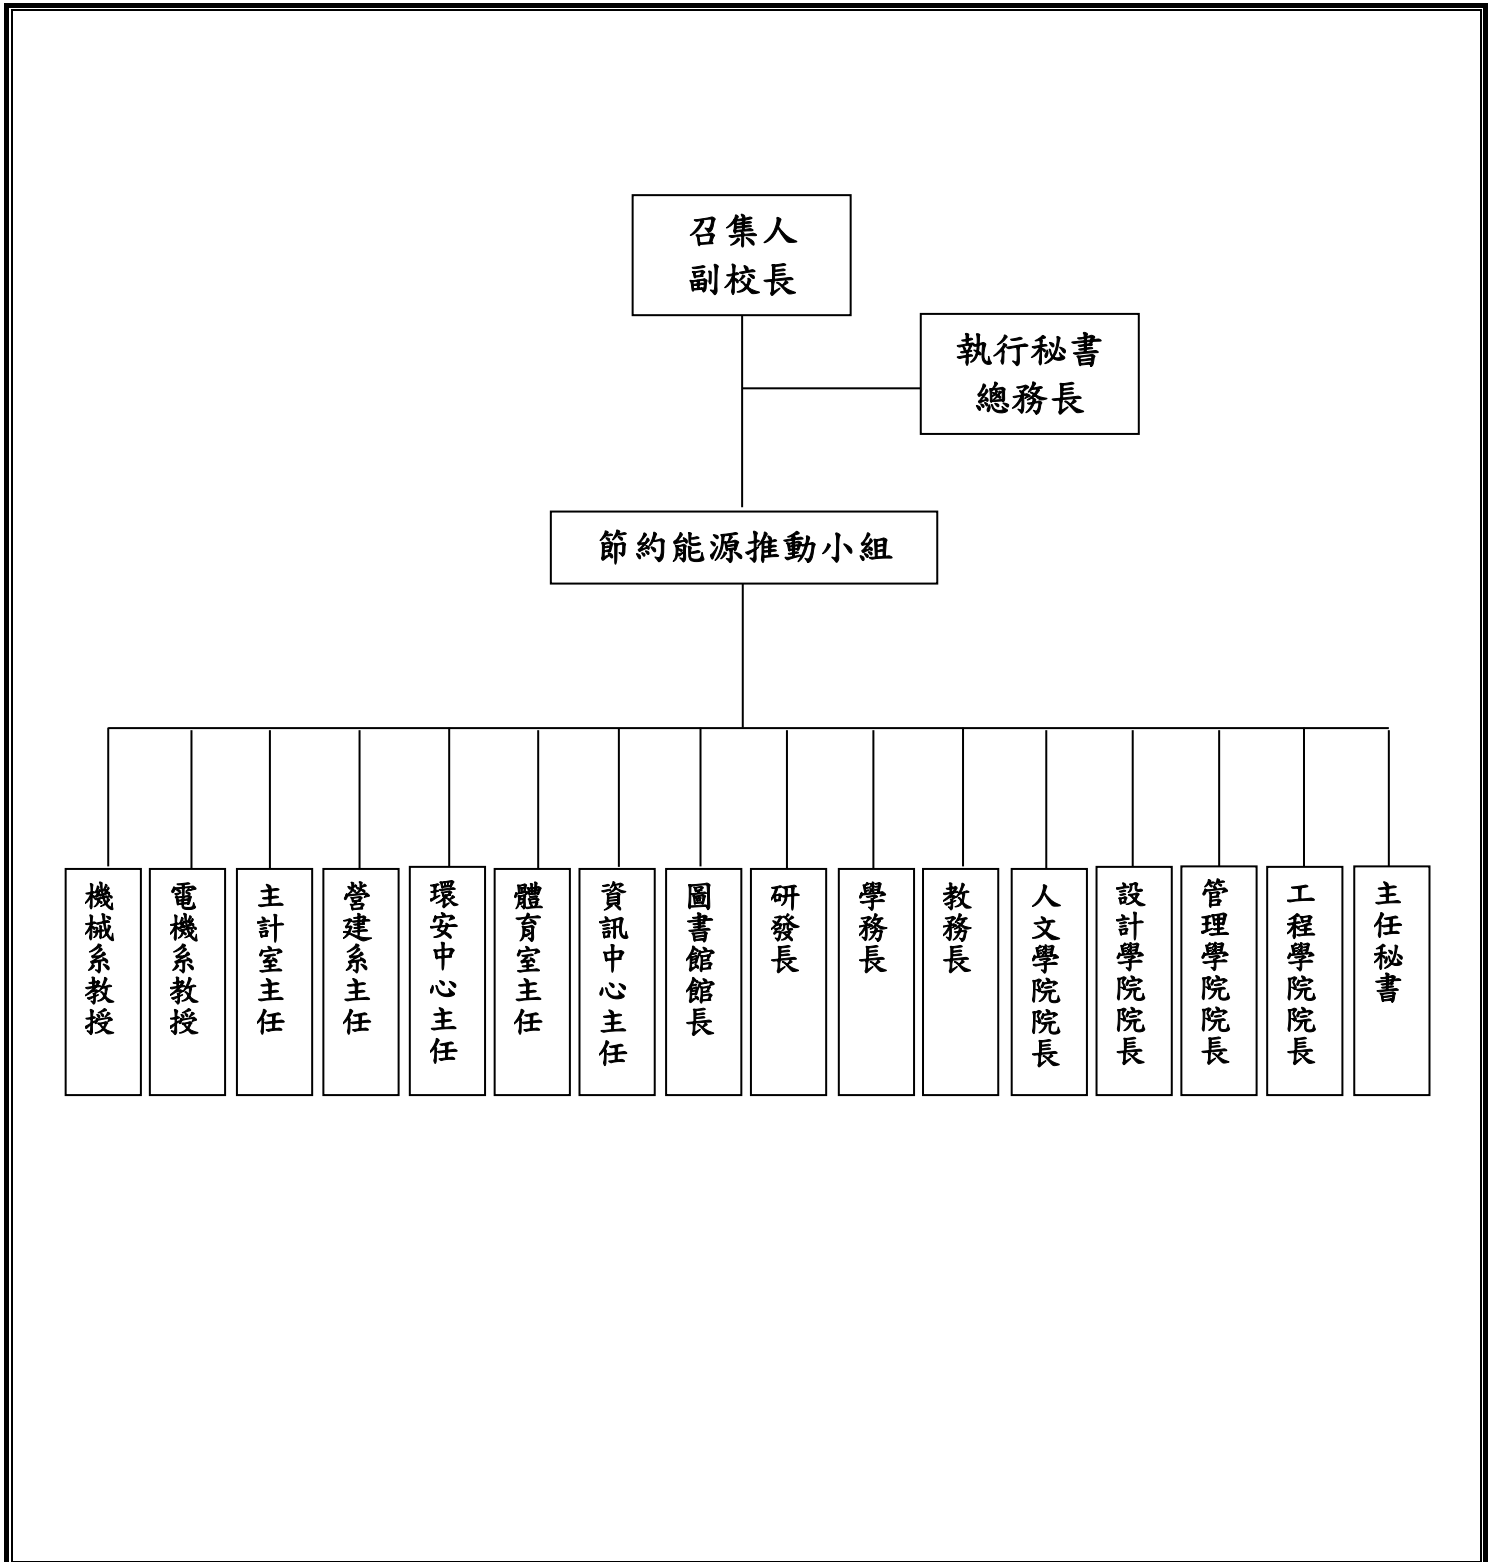 召集人
副校長
執行秘書
總務長
節約能源推動小組
機械系教授
電機系教授
主計室主任
營建系主任
環安中心主任
體育室主任
資訊中心主任
圖書館館長
研發長
學務長
教務長
人文學院院長
設計學院院長
管理學院院長
工程學院院長
主任秘書